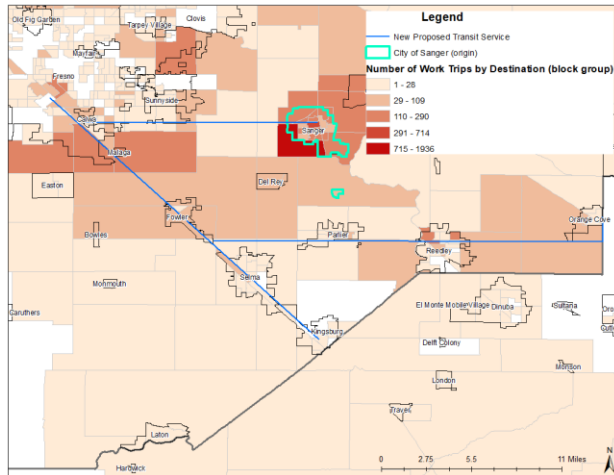 Old Fig Garden
Tarpey Village
Clovis
Mayfair
Fresno
Sunnyside
Calwa
Malaga
Sanger
Easton
Del Rey
Fowler
Bowles
Parlier
Reedley
Orange Cove
Monmouth
Selma
Caruthers
Kingsburg
El Monte Mobile Village
Dinuba
Sultana
Delft Colony
Monson
London
Traver
Laton
Hardwick
Legend
New Proposed Transit Service
City of Sanger (origin)
Number of Work Trips by Destination (block group)
1 - 28
29 - 109
110 - 290
291 - 714
715 - 1936
0 2.75 5.5 11 Miles
N